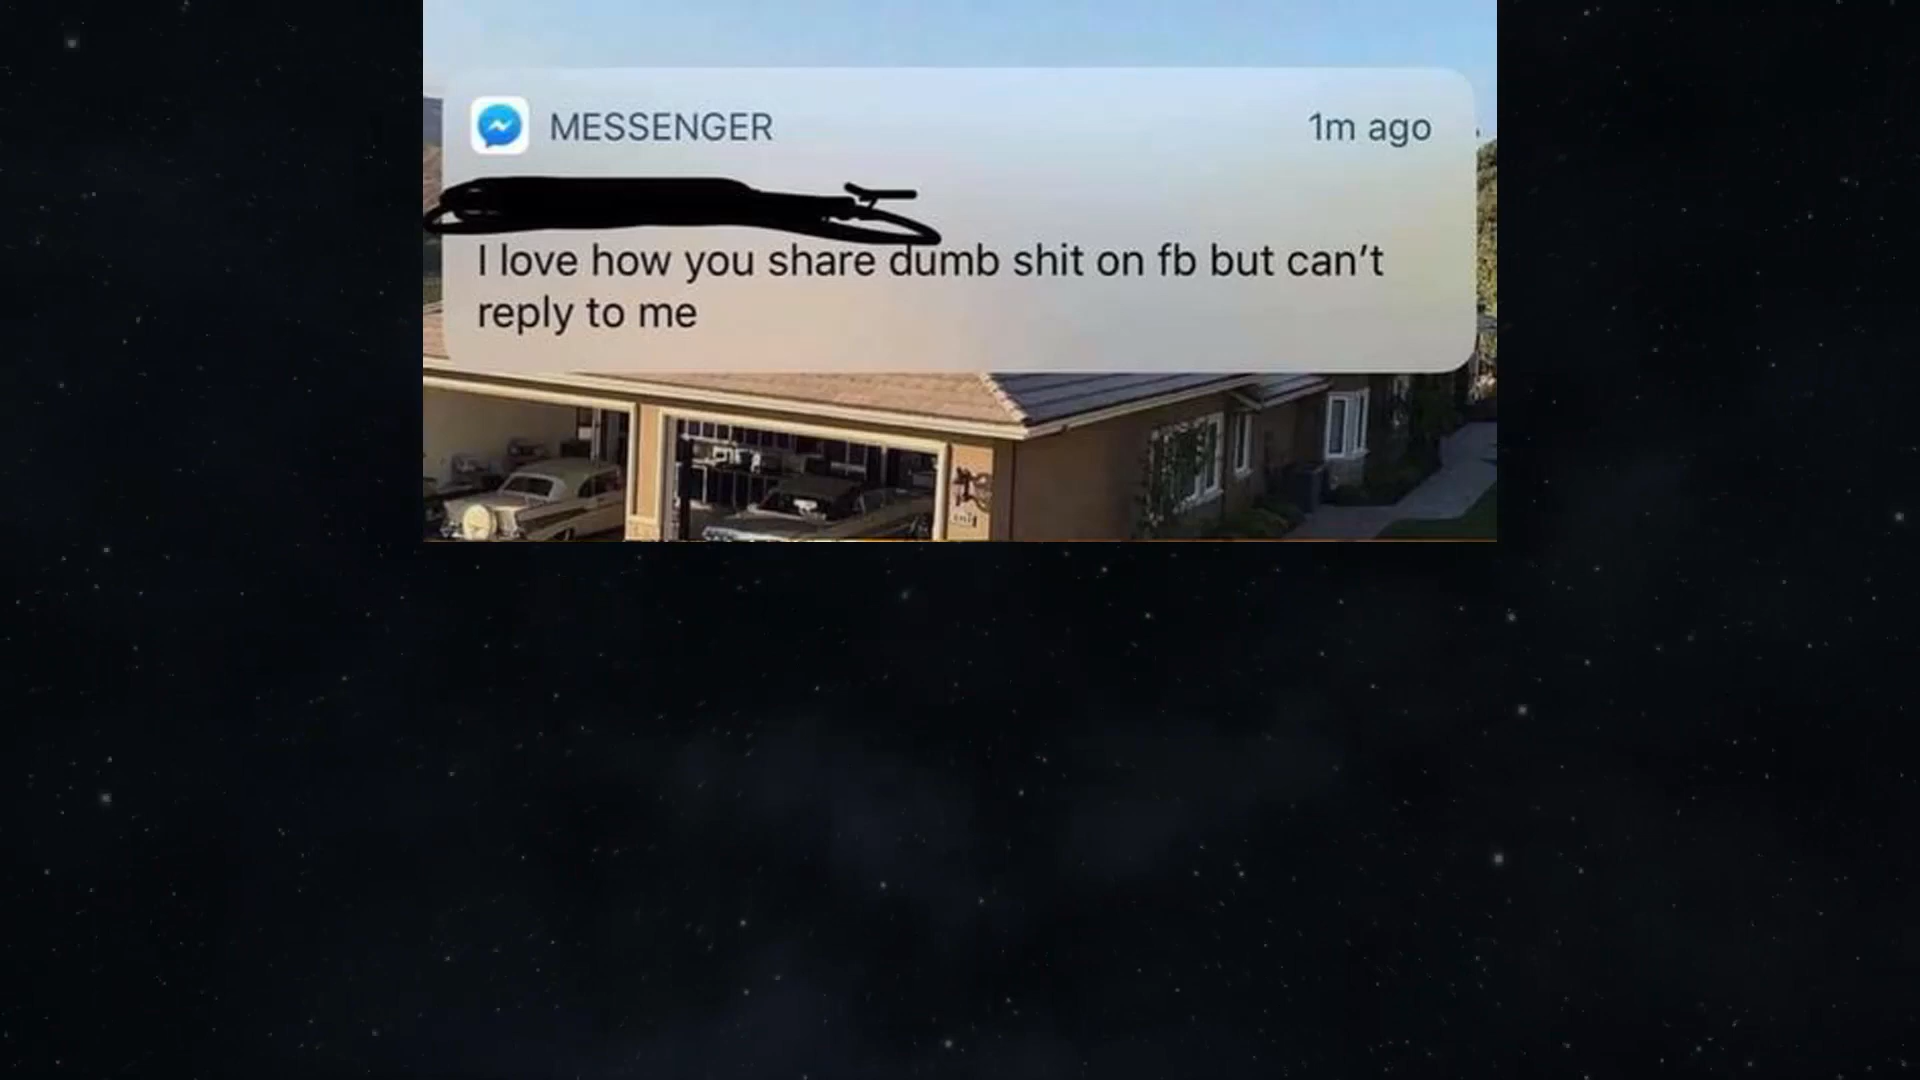 MESSENGER 1m ago
I love how you share dumb shit on fb but can’t
reply to me